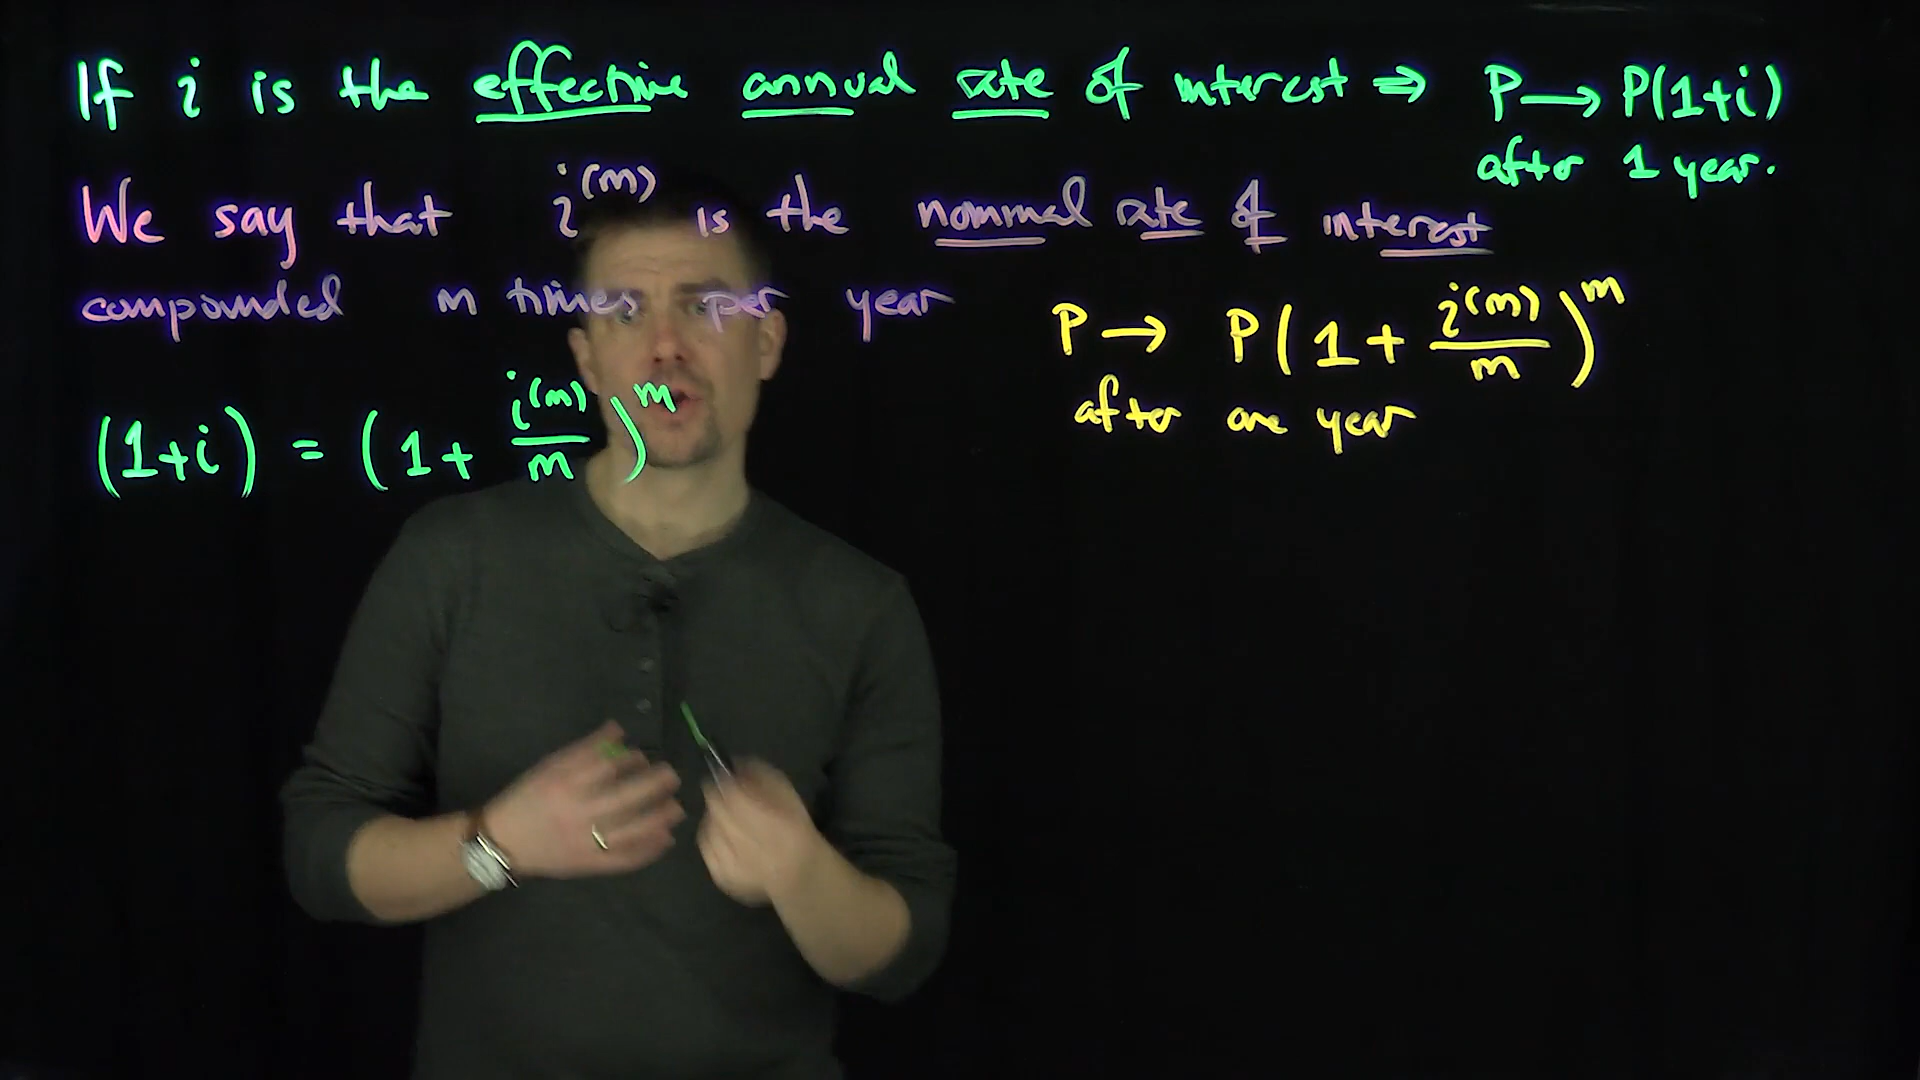 If i is the effective annual rate of interest ⇒ P → P(1+i)
after 1 year.
We say that i^(m) is the nominal rate of interest
compounded m times per year
P → P(1 + i^(m)/m)^m
after one year
(1+i) = (1 + i^(m)/m)^m